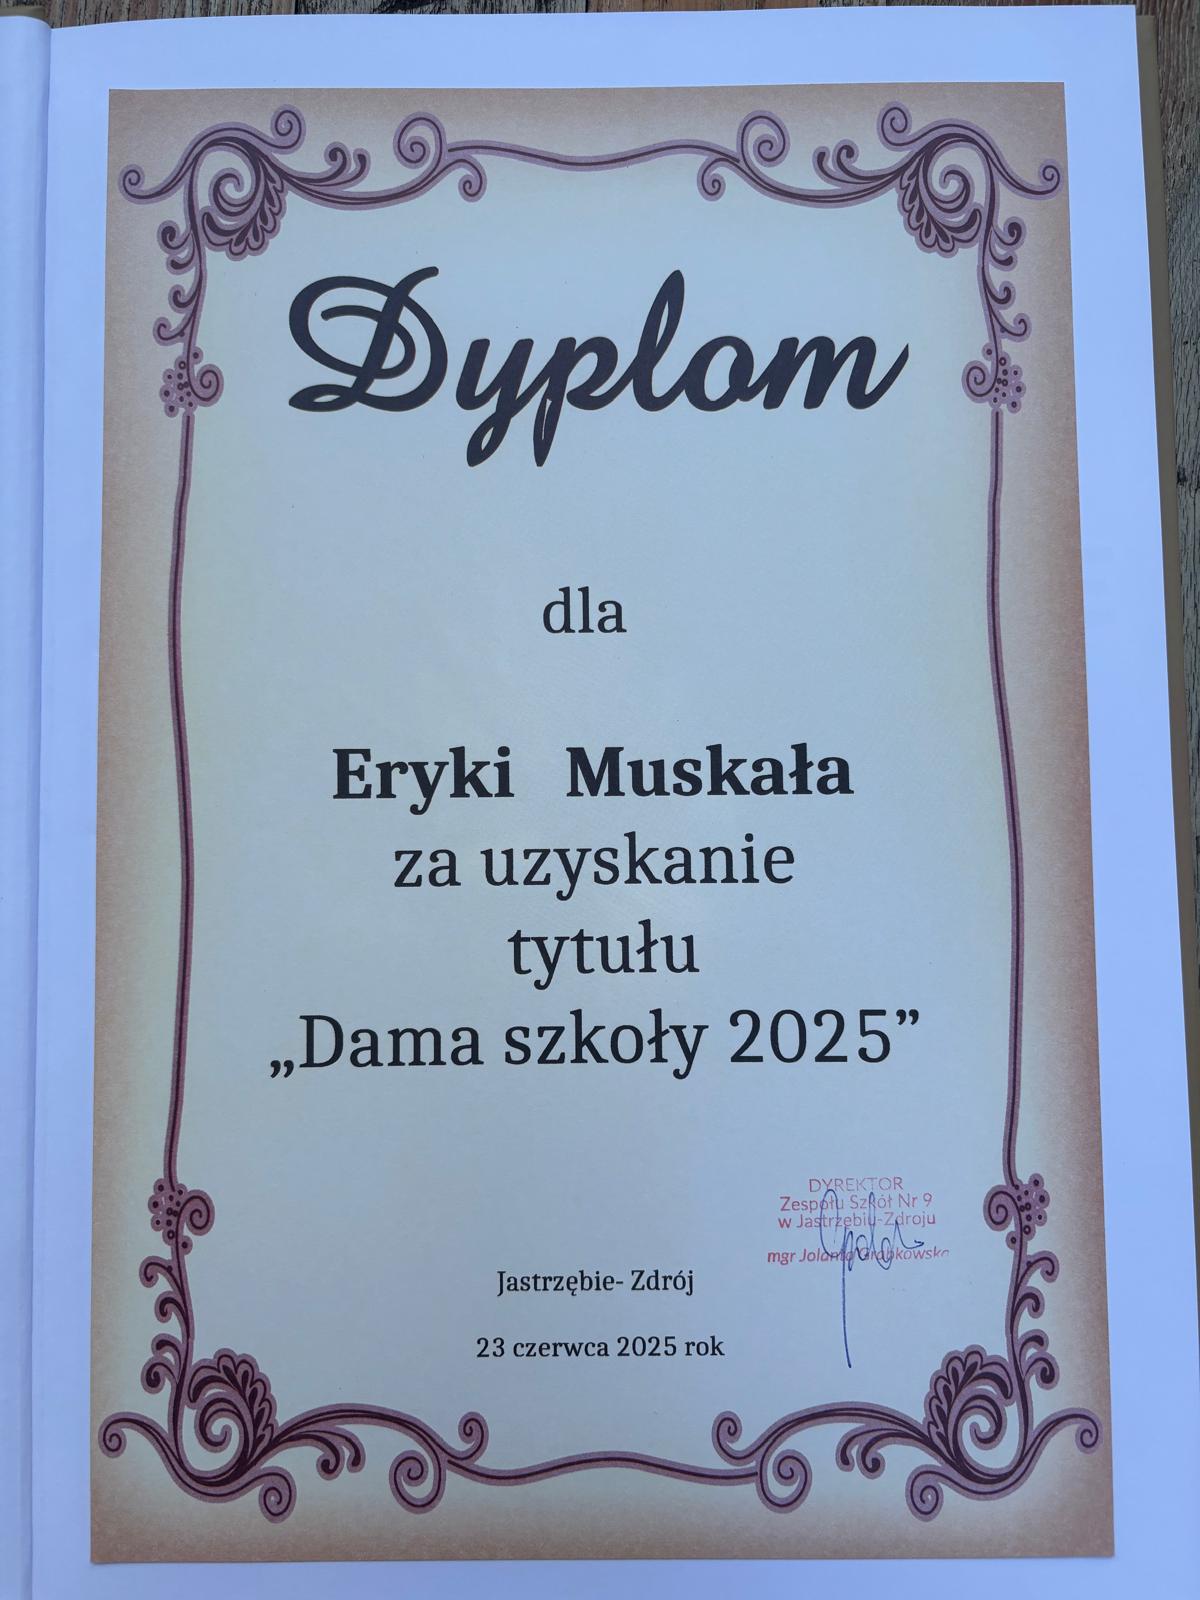 Dyplom
dla
Eryki Muskała
za uzyskanie
tytułu
„Dama szkoły 2025”
DYREKTOR
Zespołu Szkół Nr 9
w Jastrzębiu-Zdroju
mgr Jolanta Grabkowska
Jastrzębie- Zdrój
23 czerwca 2025 rok